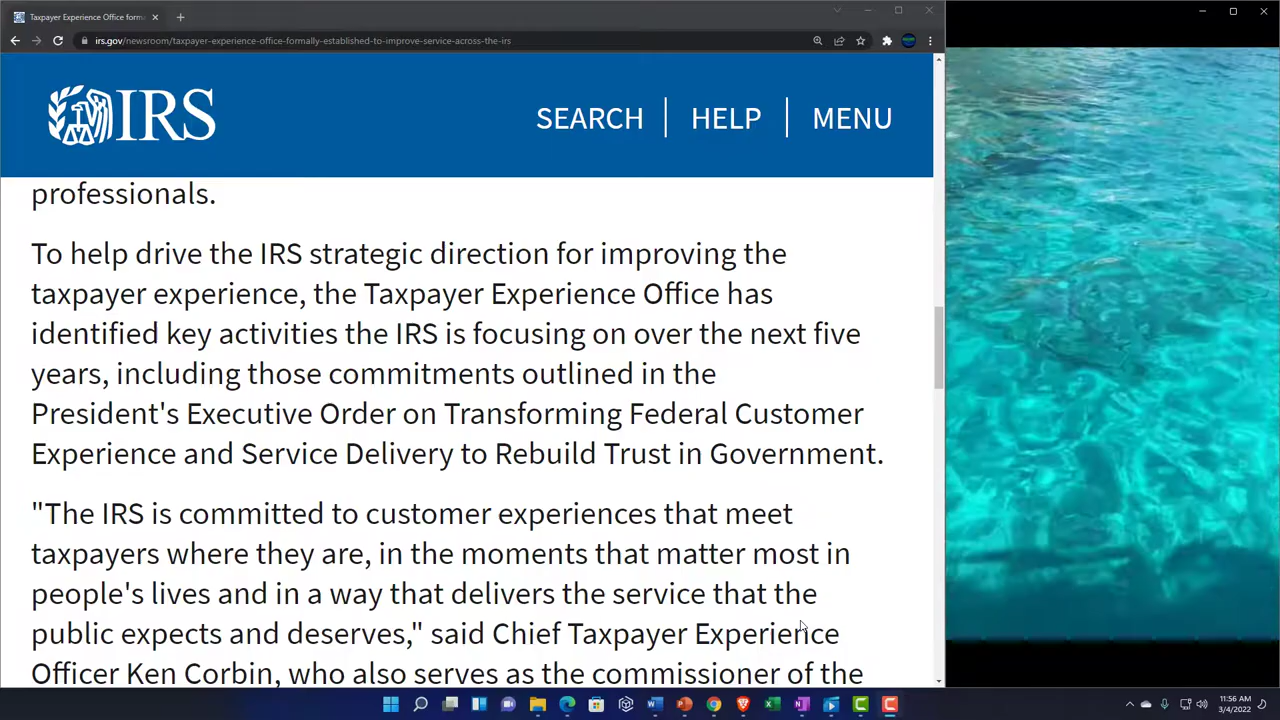 Taxpayer Experience Office form
irs.gov/newsroom/taxpayer-experience-office-formally-established-to-improve-service-across-the-irs
IRS
SEARCH
HELP
MENU
professionals.
To help drive the IRS strategic direction for improving the
taxpayer experience, the Taxpayer Experience Office has
identified key activities the IRS is focusing on over the next five
years, including those commitments outlined in the
President's Executive Order on Transforming Federal Customer
Experience and Service Delivery to Rebuild Trust in Government.
"The IRS is committed to customer experiences that meet
taxpayers where they are, in the moments that matter most in
people's lives and in a way that delivers the service that the
public expects and deserves," said Chief Taxpayer Experience
Officer Ken Corbin, who also serves as the commissioner of the
11:56 AM
3/4/2022